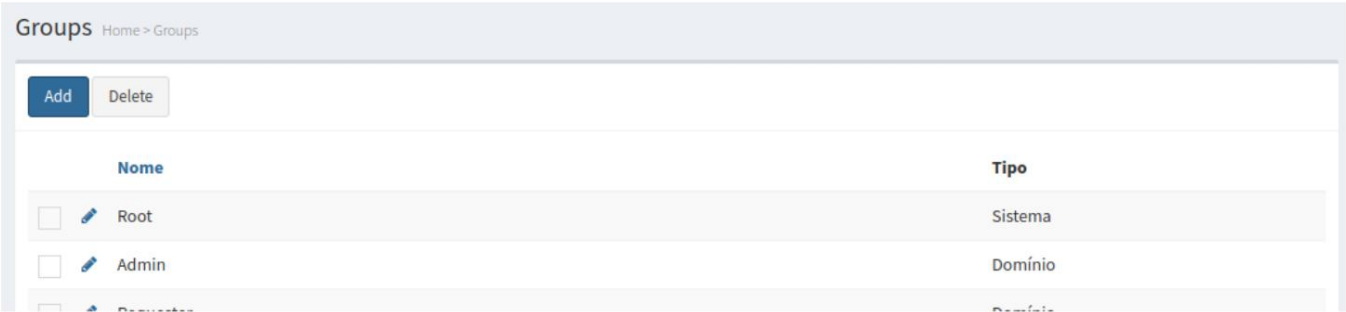 Groups Home > Groups
Add Delete
Nome Tipo
Root Sistema
Admin Domínio